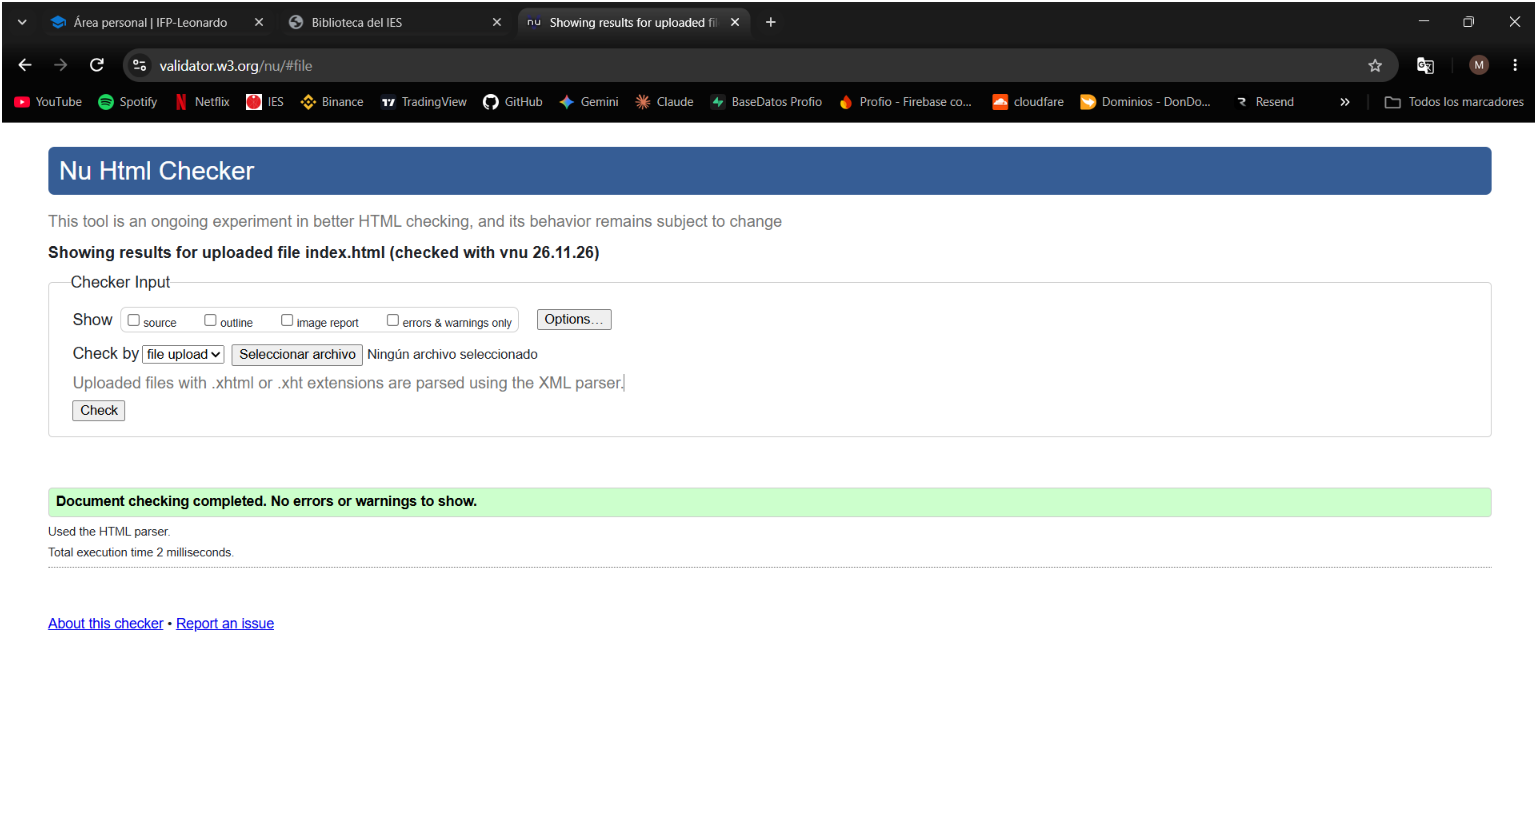 Área personal | IFP-Leonardo
Biblioteca del IES
nu Showing results for uploaded fil
validator.w3.org/nu/#file
M
YouTube Spotify Netflix IES Binance TradingView GitHub Gemini Claude BaseDatos Profio Profio - Firebase co... cloudfare Dominios - DonDo... Resend » Todos los marcadores
Nu Html Checker
This tool is an ongoing experiment in better HTML checking, and its behavior remains subject to change
Showing results for uploaded file index.html (checked with vnu 26.11.26)
Checker Input
Show source outline image report errors & warnings only Options...
Check by file upload Seleccionar archivo Ningún archivo seleccionado
Uploaded files with .xhtml or .xht extensions are parsed using the XML parser.
Check
Document checking completed. No errors or warnings to show.
Used the HTML parser.
Total execution time 2 milliseconds.
About this checker • Report an issue